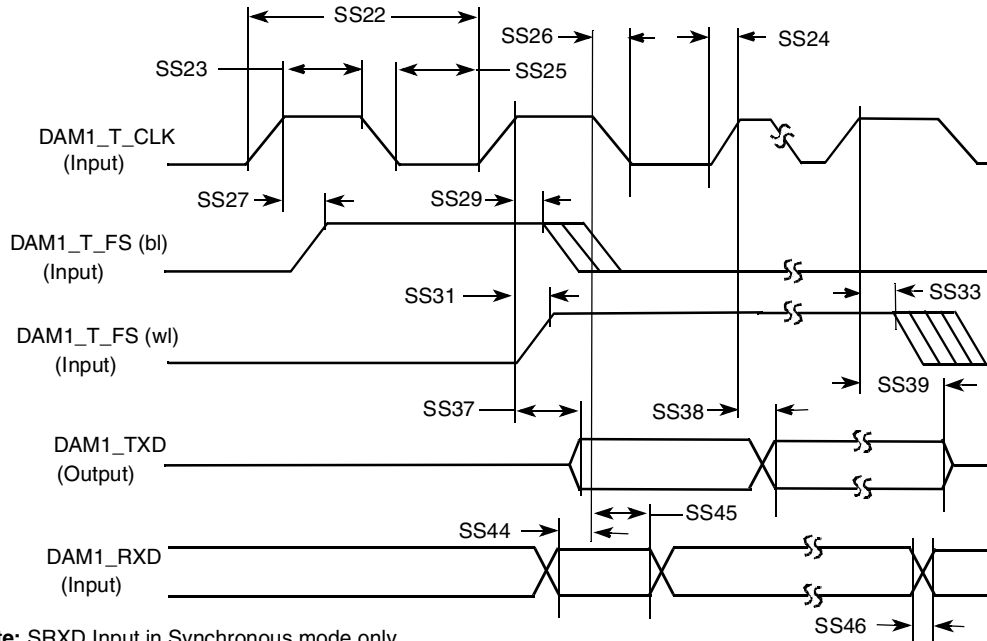 SS22
SS26
SS24
SS23
SS25
DAM1_T_CLK
(Input)
SS27
SS29
DAM1_T_FS (bl)
(Input)
SS31
SS33
DAM1_T_FS (wl)
(Input)
SS39
SS37
SS38
DAM1_TXD
(Output)
SS44
SS45
DAM1_RXD
(Input)
SS46
SRXD Input in Synchronous mode only